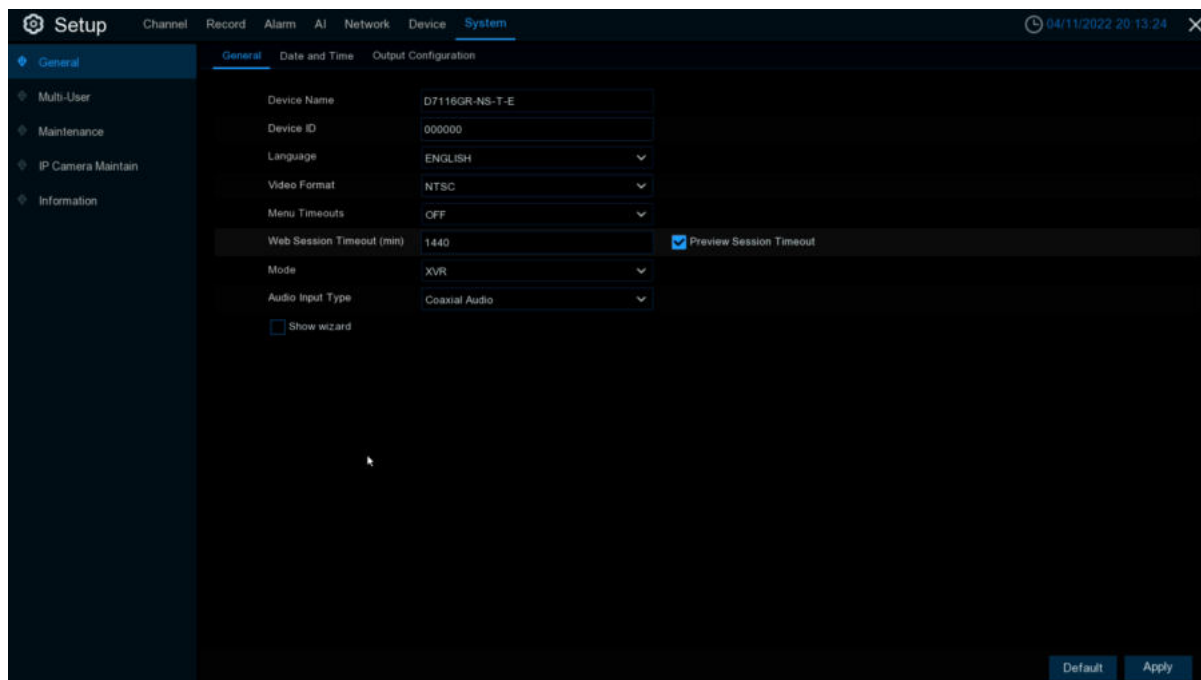 Setup Channel Record Alarm AI Network Device System 04/11/2022 20:13:24
General Date and Time Output Configuration
General
Multi-User
Maintenance
IP Camera Maintain
Information
Device Name D7116GR-NS-T-E
Device ID 000000
Language ENGLISH
Video Format NTSC
Menu Timeouts OFF
Web Session Timeout (min) 1440 Preview Session Timeout
Mode XVR
Audio Input Type Coaxial Audio
Show wizard
Default Apply